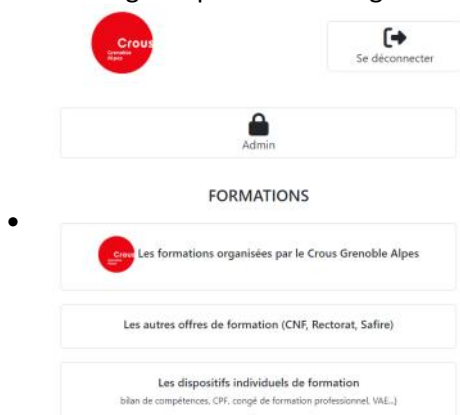 Crous
Grenoble
Alpes
Se déconnecter
Admin
FORMATIONS
Crous
Les formations organisées par le Crous Grenoble Alpes
Les autres offres de formation (CNF, Rectorat, Safire)
Les dispositifs individuels de formation
bilan de compétences, CPF, congé de formation professionnel, VAE...)